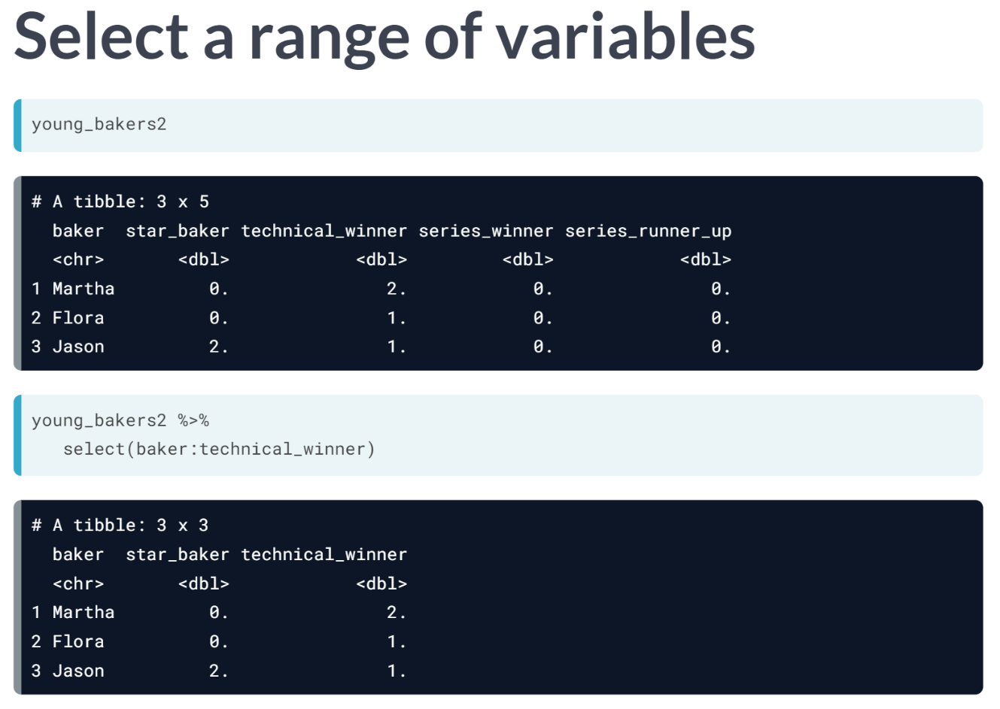 Select a range of variables
young_bakers2
# A tibble: 3 x 5
  baker  star_baker technical_winner series_winner series_runner_up
  <chr>       <dbl>            <dbl>         <dbl>            <dbl>
1 Martha         0.               2.            0.               0.
2 Flora          0.               1.            0.               0.
3 Jason          2.               1.            0.               0.
young_bakers2 %>%
   select(baker:technical_winner)
# A tibble: 3 x 3
  baker  star_baker technical_winner
  <chr>       <dbl>            <dbl>
1 Martha         0.               2.
2 Flora          0.               1.
3 Jason          2.               1.